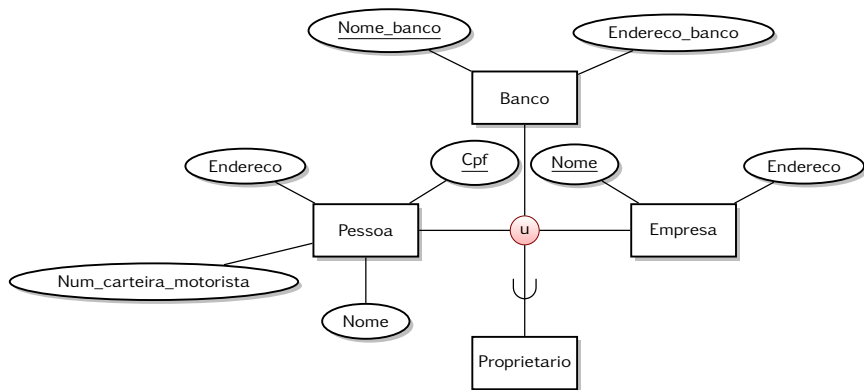 Nome_banco
Endereco_banco
Banco
Endereco
Cpf
Nome
Endereco
Pessoa
u
Empresa
Num_carteira_motorista
Nome
Proprietario